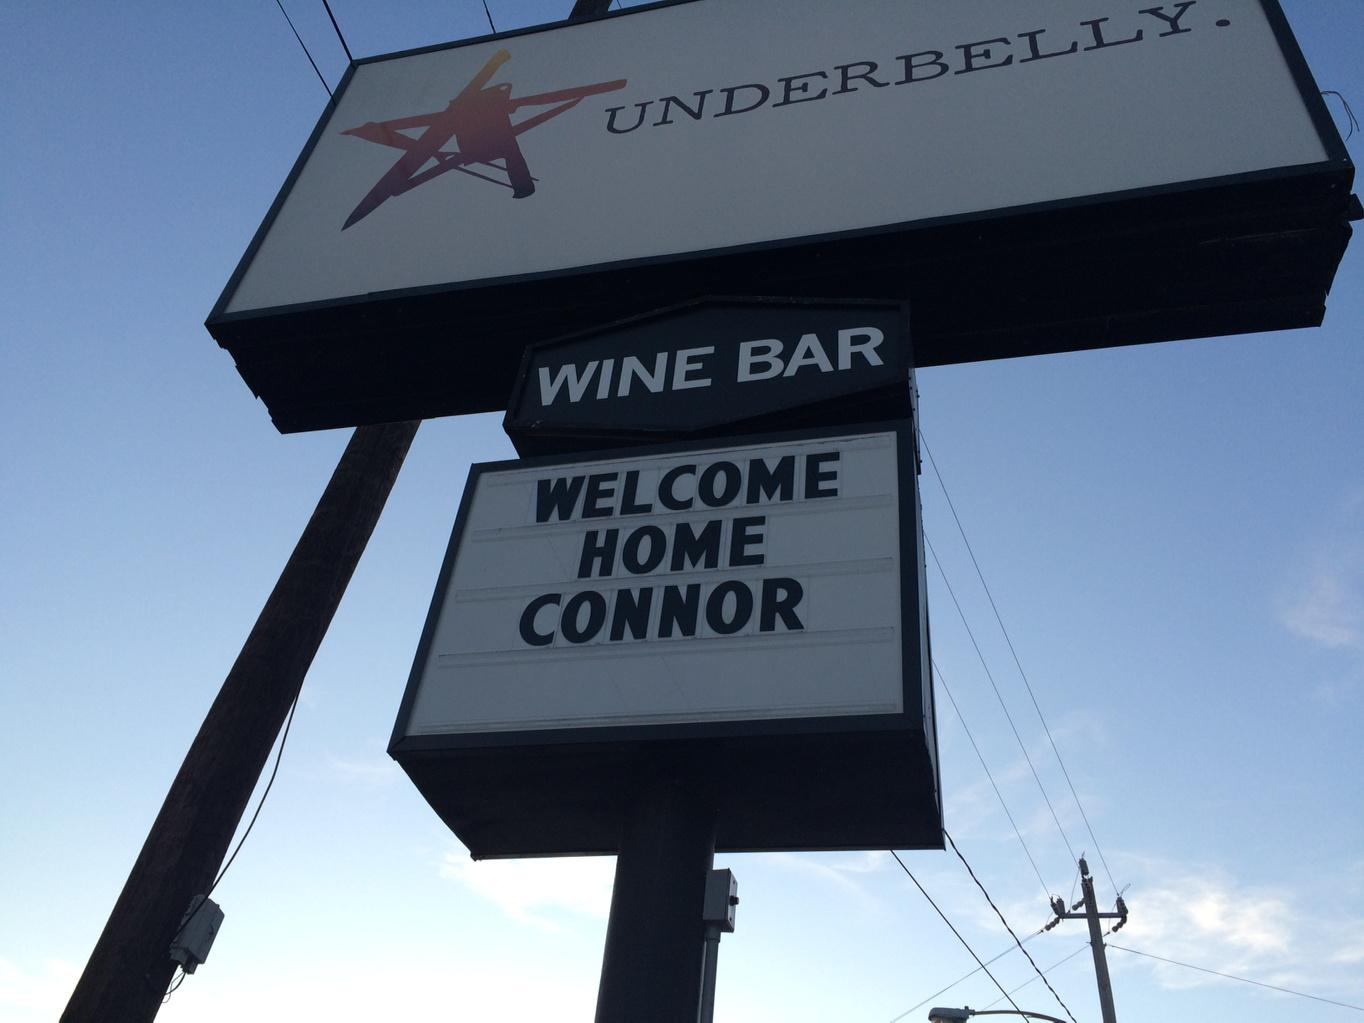 UNDERBELLY.
WINE BAR
WELCOME
HOME
CONNOR